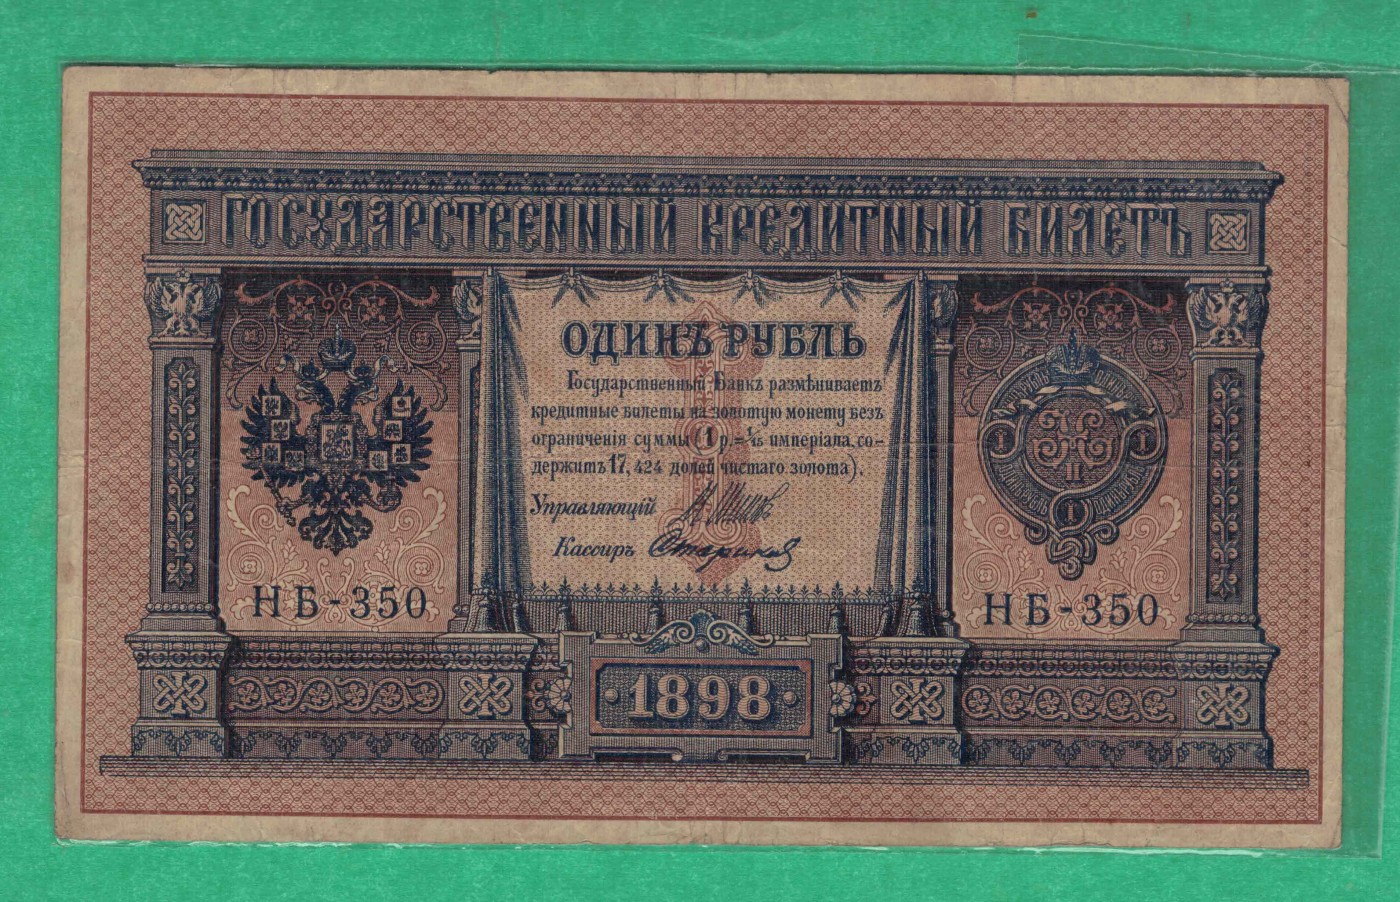 ГОСУДАРСТВЕННЫЙ КРЕДИТНЫЙ БИЛЕТЪ
ОДИНЪ РУБЛЬ
Государственный Банкъ размѣниваетъ
кредитные билеты на золотую монету безъ
ограниченія суммы (1 р.=1/15 имперіала, со-
держитъ 17,424 долей чистаго золота).
Управляющій
Кассиръ
НБ-350
НБ-350
I I
II
I
·1898·